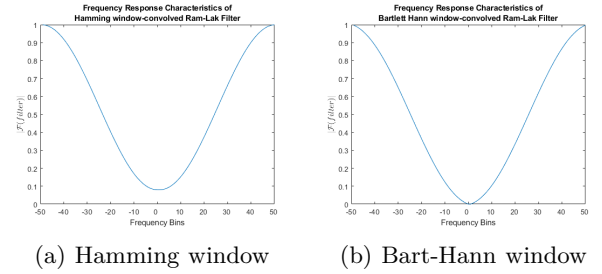 Frequency Response Characteristics of
Hamming window-convolved Ram-Lak Filter
1
0.9
0.8
0.7
0.6
0.5
0.4
0.3
0.2
0.1
0
|𝓕(filter)|
-50 -40 -30 -20 -10 0 10 20 30 40 50
Frequency Bins
(a) Hamming window
Frequency Response Characteristics of
Bartlett Hann window-convolved Ram-Lak Filter
1
0.9
0.8
0.7
0.6
0.5
0.4
0.3
0.2
0.1
0
|𝓕(filter)|
-50 -40 -30 -20 -10 0 10 20 30 40 50
Frequency Bins
(b) Bart-Hann window